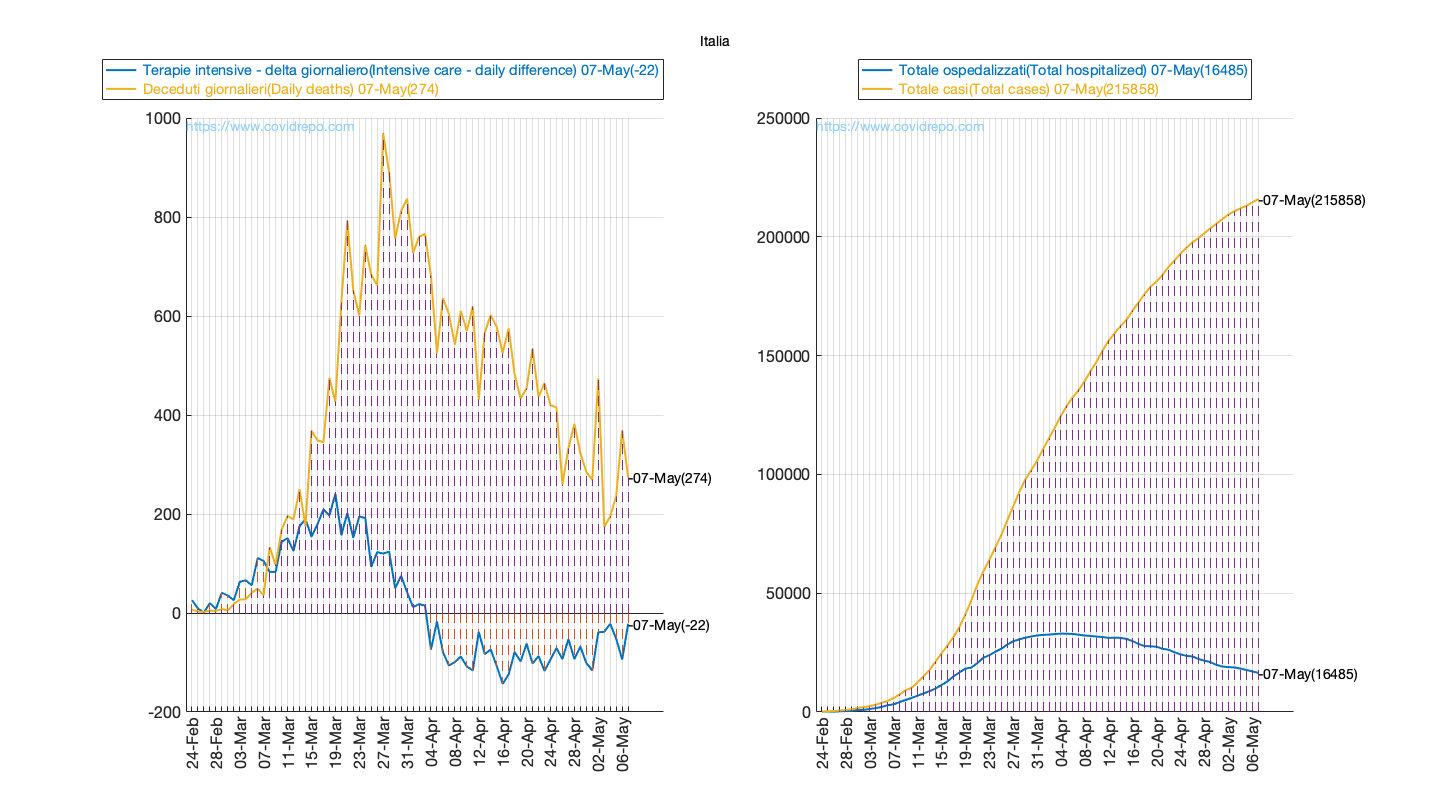 Italia
Terapie intensive - delta giornaliero(Intensive care - daily difference) 07-May(-22)
Deceduti giornalieri(Daily deaths) 07-May(274)
https://www.covidrepo.com
1000
800
600
400
200
0
-200
07-May(274)
07-May(-22)
24-Feb
28-Feb
03-Mar
07-Mar
11-Mar
15-Mar
19-Mar
23-Mar
27-Mar
31-Mar
04-Apr
08-Apr
12-Apr
16-Apr
20-Apr
24-Apr
28-Apr
02-May
06-May
Totale ospedalizzati(Total hospitalized) 07-May(16485)
Totale casi(Total cases) 07-May(215858)
https://www.covidrepo.com
250000
200000
150000
100000
50000
0
07-May(215858)
07-May(16485)
24-Feb
28-Feb
03-Mar
07-Mar
11-Mar
15-Mar
19-Mar
23-Mar
27-Mar
31-Mar
04-Apr
08-Apr
12-Apr
16-Apr
20-Apr
24-Apr
28-Apr
02-May
06-May